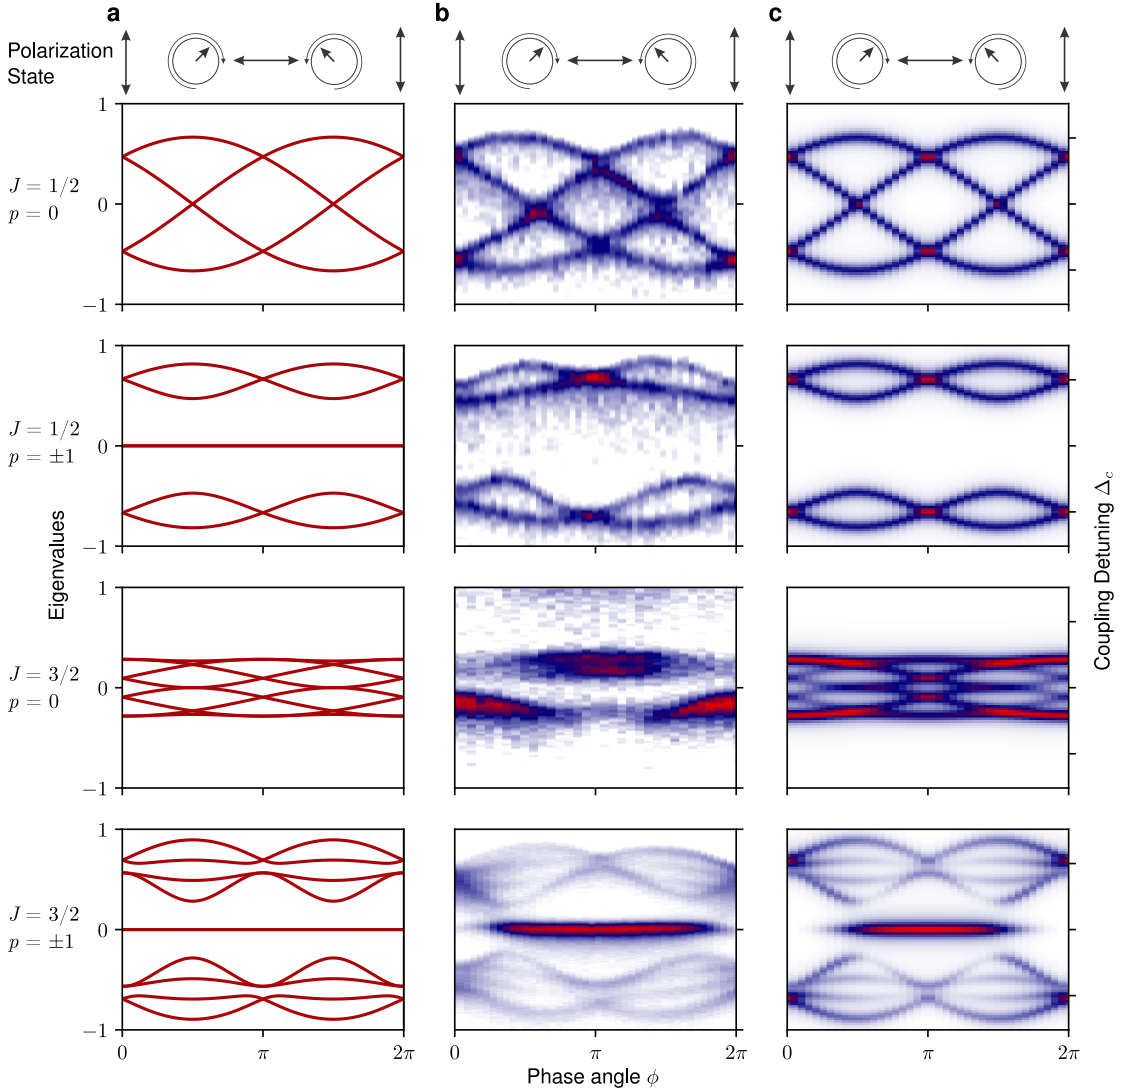 a b c
Polarization
State
1
J = 1/2
p = 0
0
−1
1
J = 1/2
p = ±1
0
−1
1
J = 3/2
p = 0
0
−1
1
J = 3/2
p = ±1
0
−1
Eigenvalues
Coupling Detuning Δc
0 π 2π 0 π 2π 0 π 2π
Phase angle ϕ